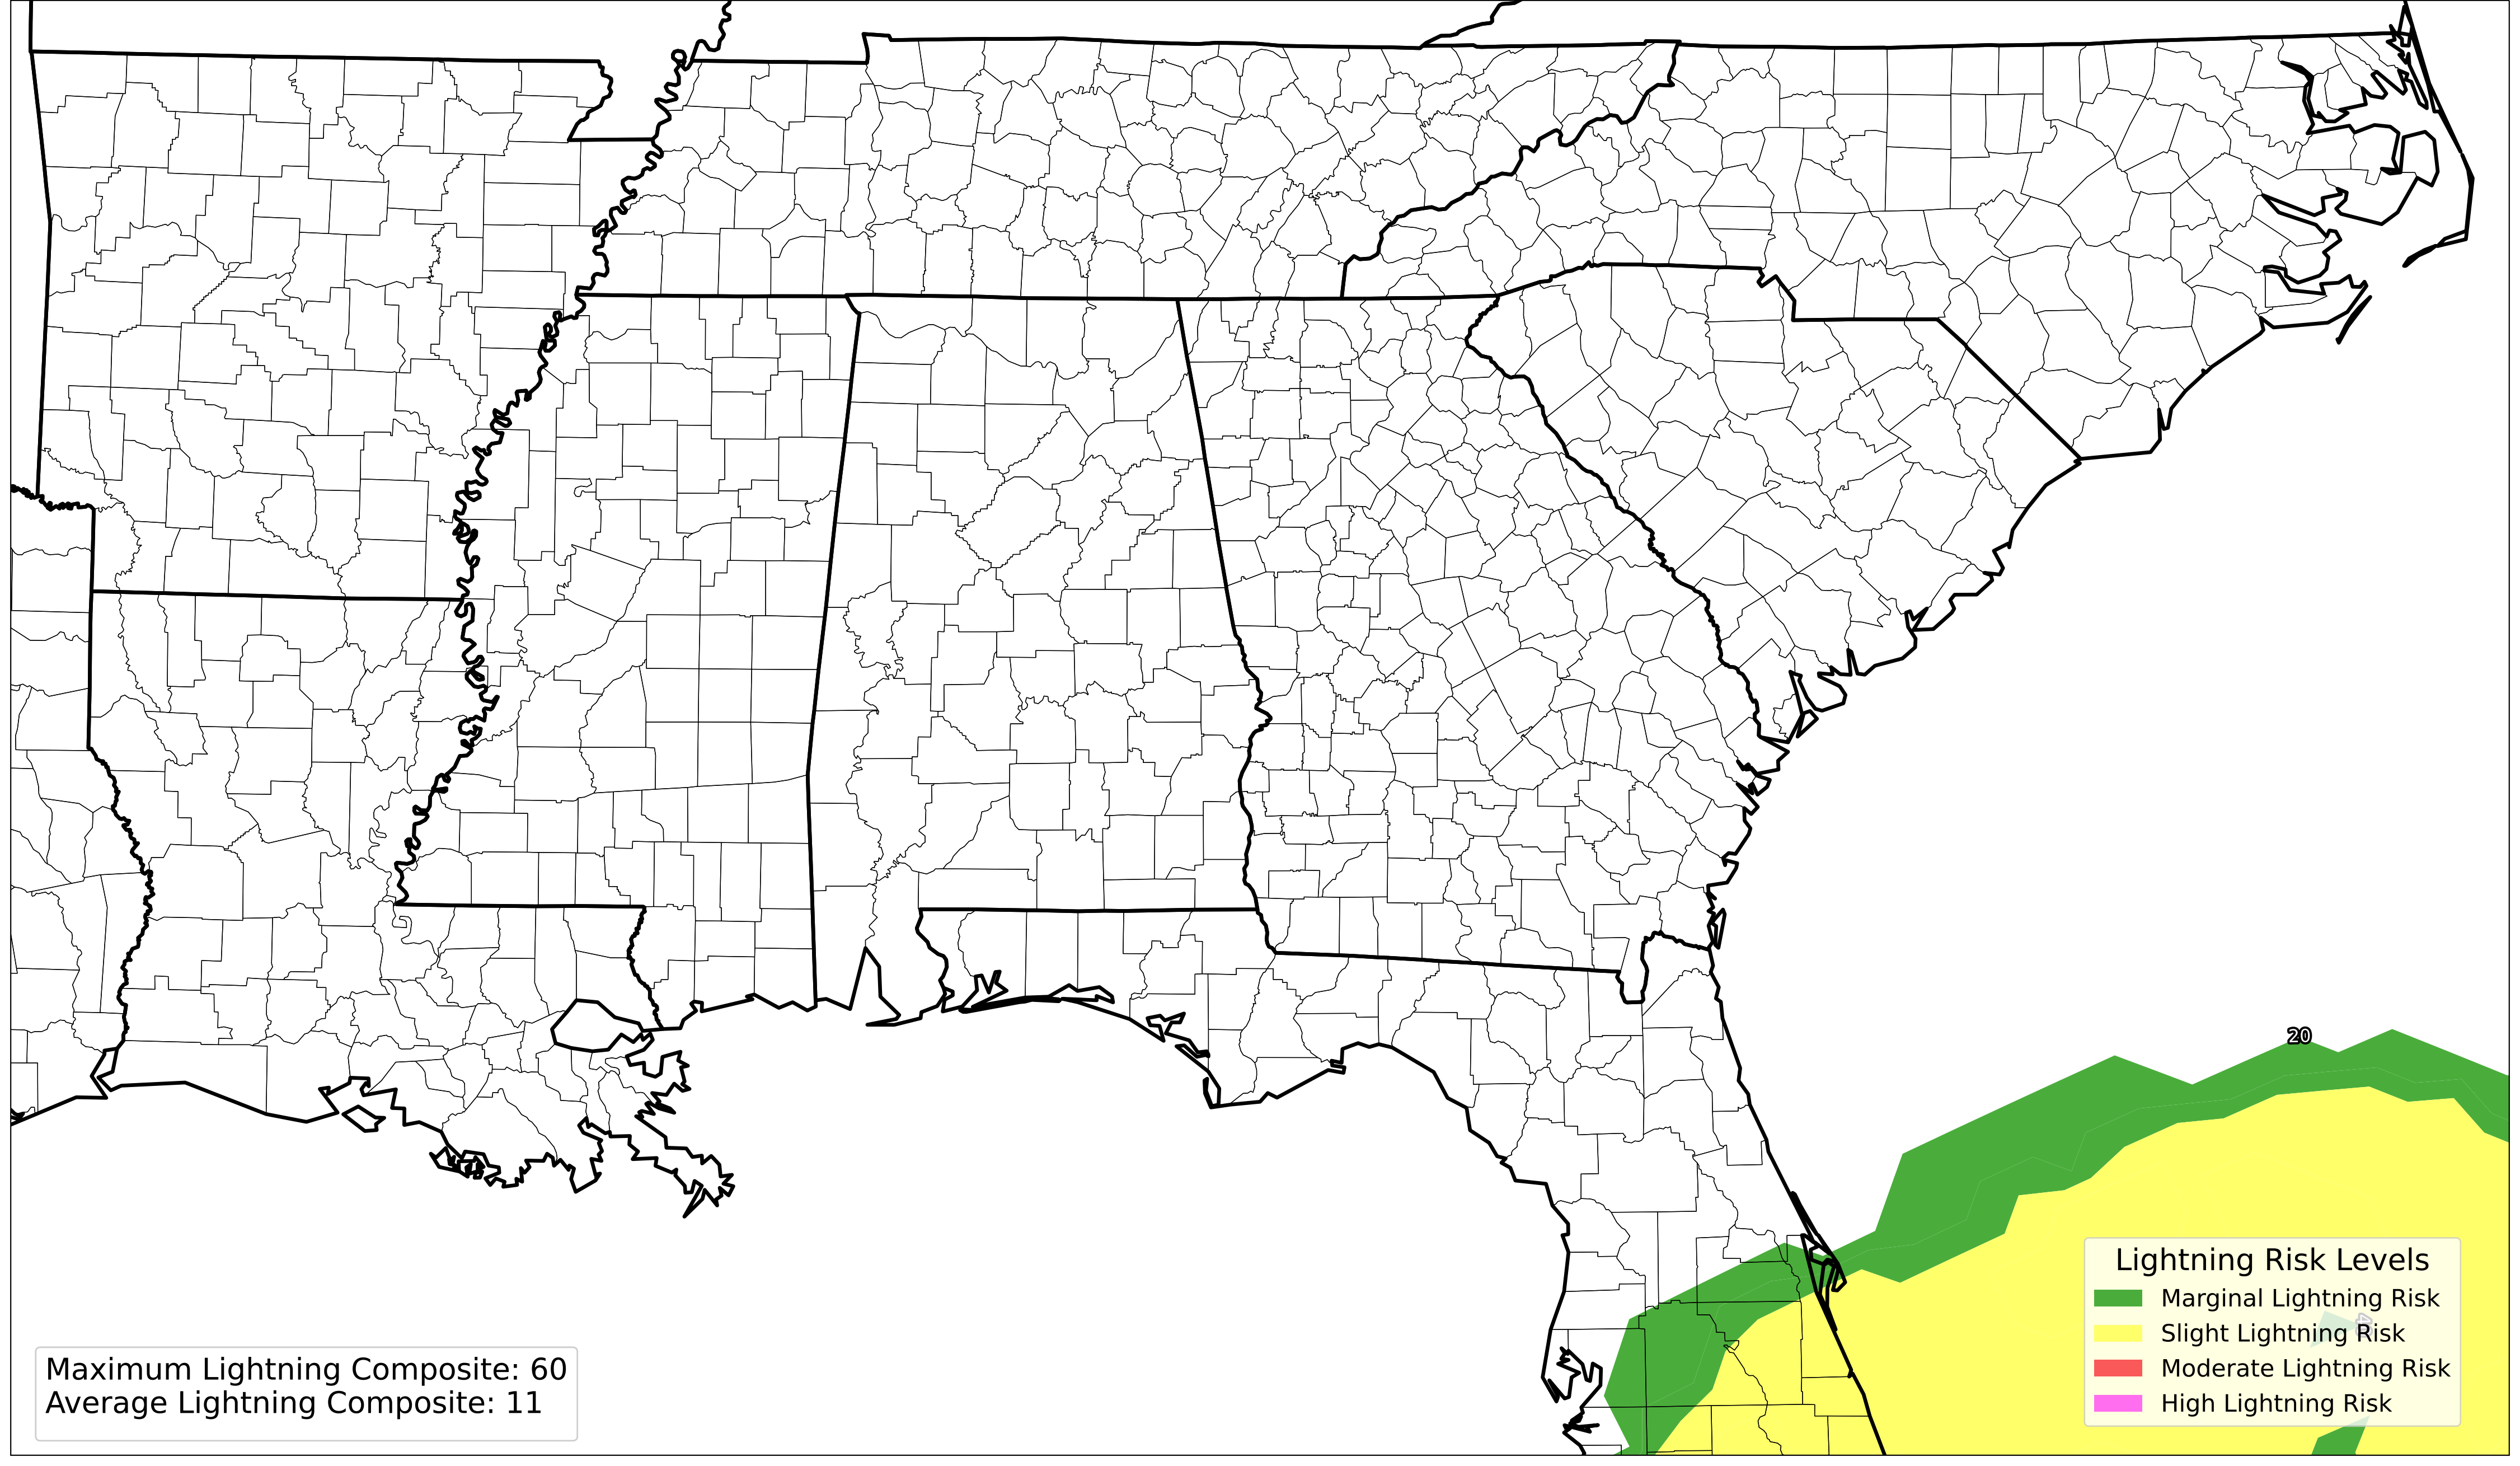 20
Lightning Risk Levels
Marginal Lightning Risk
Slight Lightning Risk
Moderate Lightning Risk
High Lightning Risk
Maximum Lightning Composite: 60
Average Lightning Composite: 11